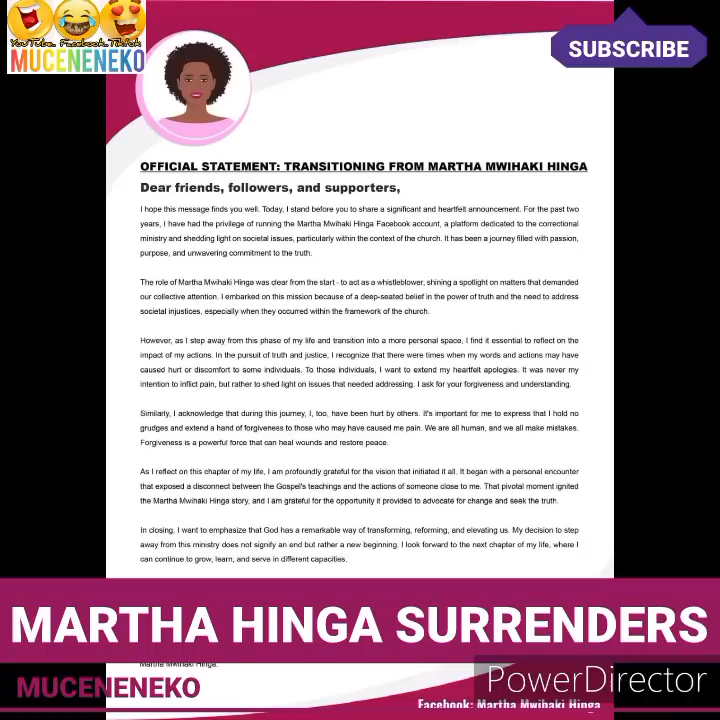 YouTube. Facebook. Tiktok
MUCENENEKO
SUBSCRIBE
OFFICIAL STATEMENT: TRANSITIONING FROM MARTHA MWIHAKI HINGA
Dear friends, followers, and supporters,
I hope this message finds you well. Today, I stand before you to share a significant and heartfelt announcement. For the past two
years, I have had the privilege of running the Martha Mwihaki Hinga Facebook account, a platform dedicated to the correctional
ministry and shedding light on societal issues, particularly within the context of the church. It has been a journey filled with passion,
purpose, and unwavering commitment to the truth.
The role of Martha Mwihaki Hinga was clear from the start - to act as a whistleblower, shining a spotlight on matters that demanded
our collective attention. I embarked on this mission because of a deep-seated belief in the power of truth and the need to address
societal injustices, especially when they occurred within the framework of the church.
However, as I step away from this phase of my life and transition into a more personal space, I find it essential to reflect on the
impact of my actions. In the pursuit of truth and justice, I recognize that there were times when my words and actions may have
caused hurt or discomfort to some individuals. To those individuals, I want to extend my heartfelt apologies. It was never my
intention to inflict pain, but rather to shed light on issues that needed addressing. I ask for your forgiveness and understanding.
Similarly, I acknowledge that during this journey, I, too, have been hurt by others. It's important for me to express that I hold no
grudges and extend a hand of forgiveness to those who may have caused me pain. We are all human, and we all make mistakes.
Forgiveness is a powerful force that can heal wounds and restore peace.
As I reflect on this chapter of my life, I am profoundly grateful for the vision that initiated it all. It began with a personal encounter
that exposed a disconnect between the Gospel's teachings and the actions of someone close to me. That pivotal moment ignited
the Martha Mwihaki Hinga story, and I am grateful for the opportunity it provided to advocate for change and seek the truth.
In closing, I want to emphasize that God has a remarkable way of transforming, reforming, and elevating us. My decision to step
away from this ministry does not signify an end but rather a new beginning. I look forward to the next chapter of my life, where I
can continue to grow, learn, and serve in different capacities.
MARTHA HINGA SURRENDERS
Martha Mwihaki Hinga.
MUCENENEKO
PowerDirector
Facebook: Martha Mwihaki Hinga